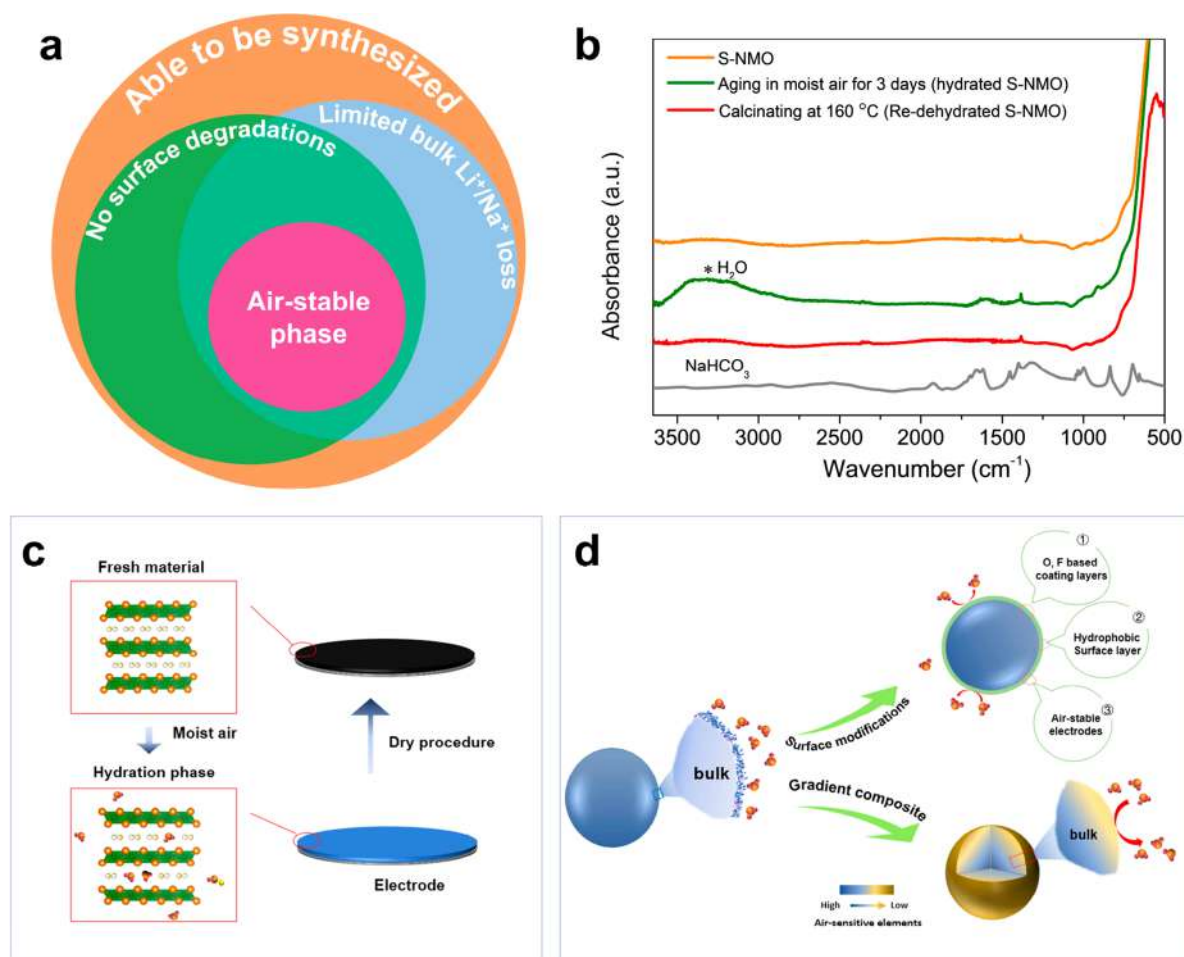 a
Able to be synthesized
No surface degradations
Limited bulk Li⁺/Na⁺ loss
Air-stable
phase
b
S-NMO
Aging in moist air for 3 days (hydrated S-NMO)
Calcinating at 160 °C (Re-dehydrated S-NMO)
* H₂O
NaHCO₃
Absorbance (a.u.)
3500 3000 2500 2000 1500 1000 500
Wavenumber (cm⁻¹)
c
Fresh material
Moist air
Hydration phase
Dry procedure
Electrode
d
①
O, F based
coating layers
②
Hydrophobic
Surface layer
③
Air-stable
electrodes
bulk
Surface modifications
Gradient composite
bulk
High Low
Air-sensitive elements